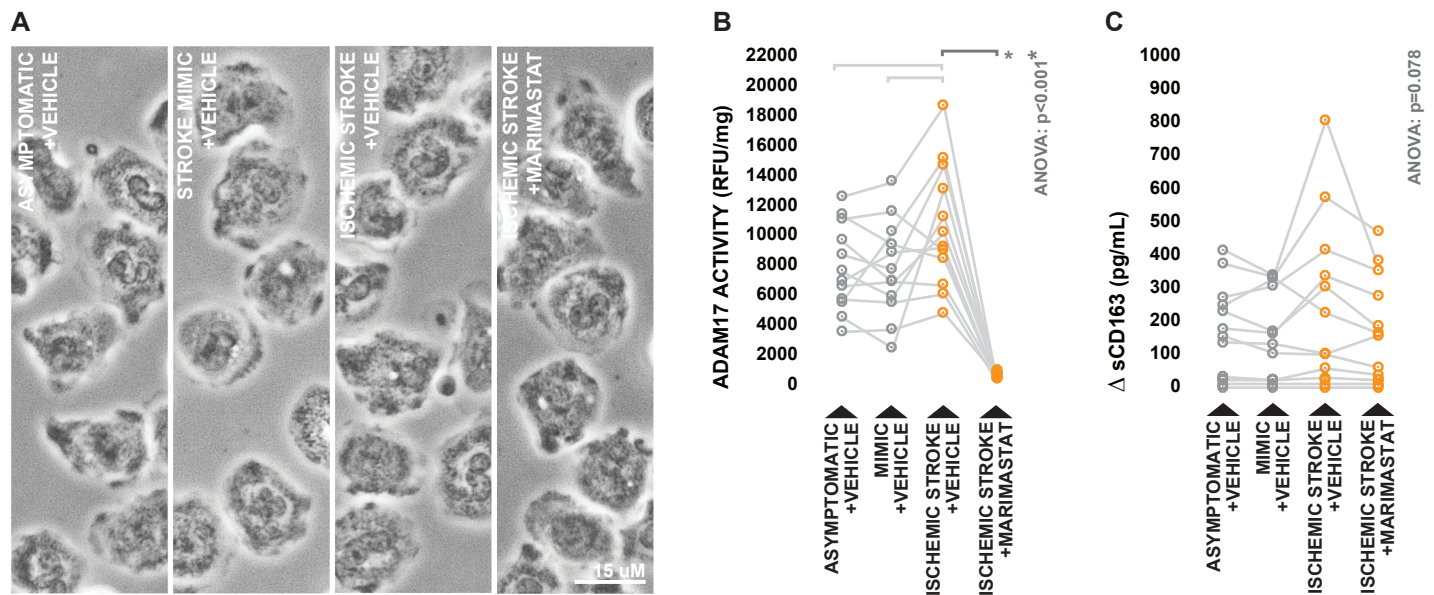 A
ASYMPTOMATIC
+VEHICLE
STROKE MIMIC
+VEHICLE
ISCHEMIC STROKE
+VEHICLE
ISCHEMIC STROKE
+MARIMASTAT
15 uM
B
ADAM17 ACTIVITY (RFU/mg)
22000
20000
18000
16000
14000
12000
10000
8000
6000
4000
2000
0
* *
ANOVA: p<0.001
ASYMPTOMATIC
+VEHICLE
MIMIC
+VEHICLE
ISCHEMIC STROKE
+VEHICLE
ISCHEMIC STROKE
+MARIMASTAT
C
Δ sCD163 (pg/mL)
1000
900
800
700
600
500
400
300
200
100
0
ANOVA: p=0.078
ASYMPTOMATIC
+VEHICLE
MIMIC
+VEHICLE
ISCHEMIC STROKE
+VEHICLE
ISCHEMIC STROKE
+MARIMASTAT